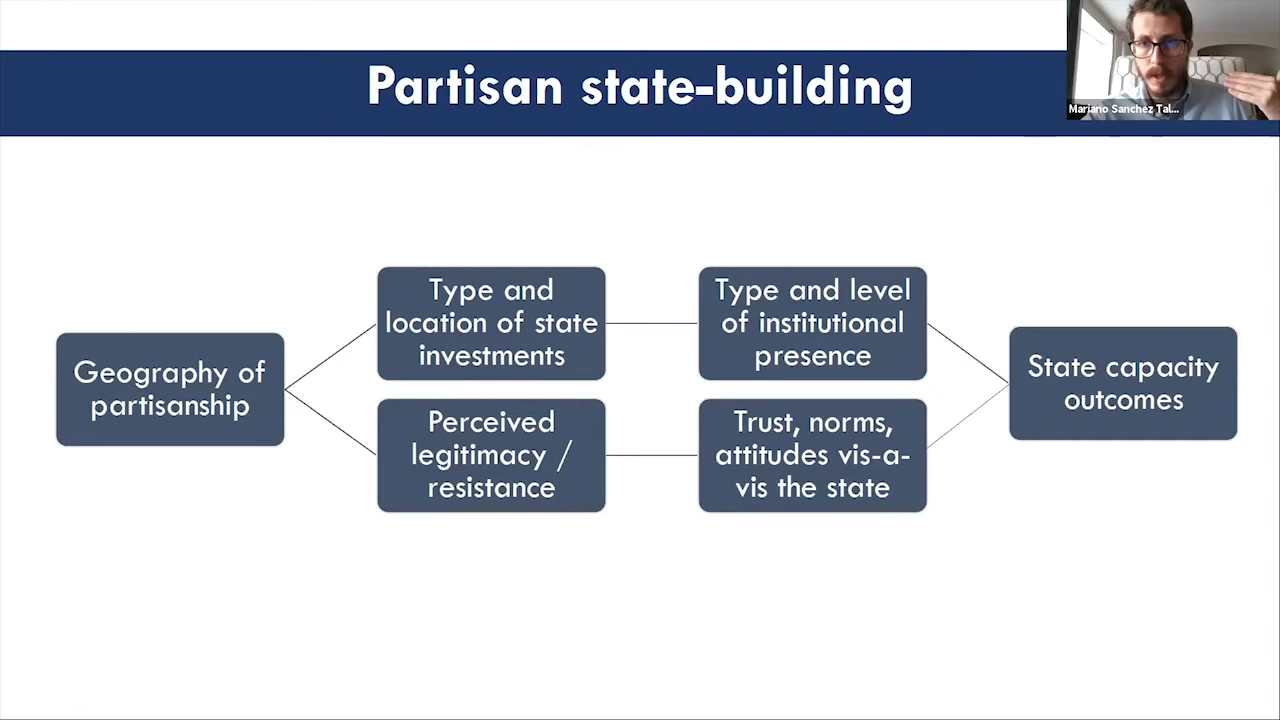 Partisan state-building
Mariano Sanchez Tal...
Geography of
partisanship
Type and
location of state
investments
Perceived
legitimacy /
resistance
Type and level
of institutional
presence
Trust, norms,
attitudes vis-a-
vis the state
State capacity
outcomes